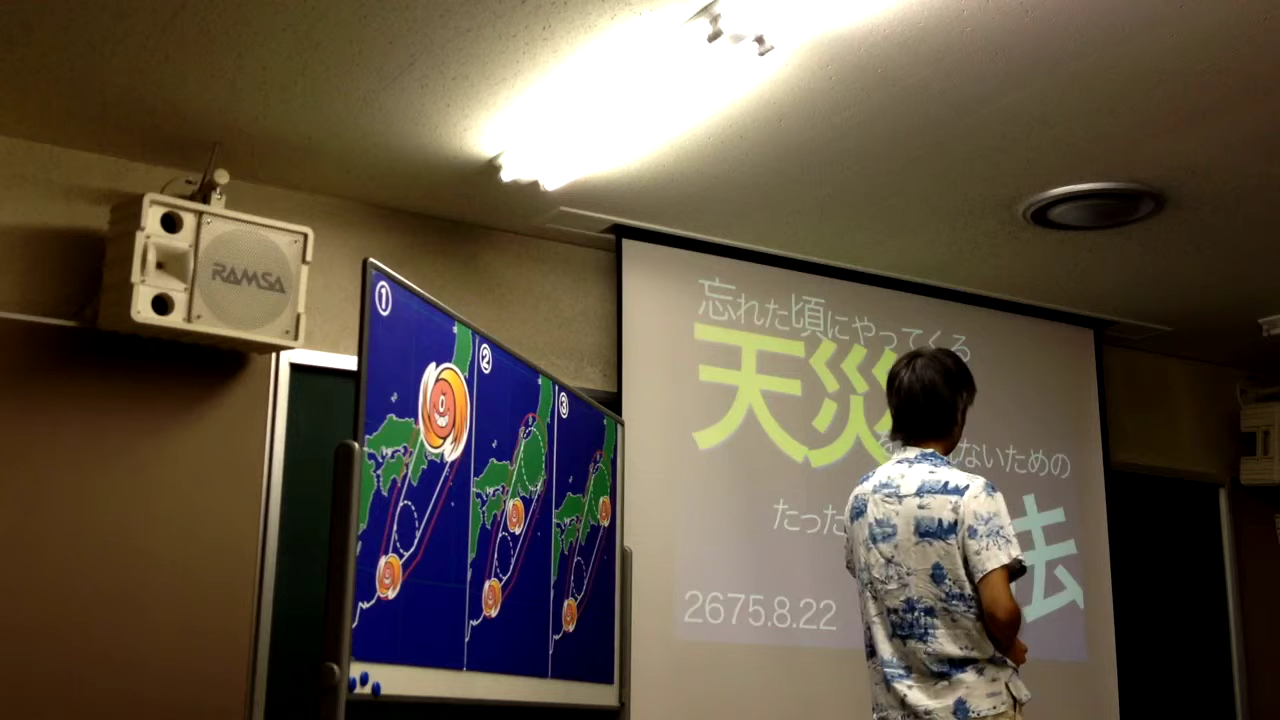 RAMSA
①
②
③
忘れた頃にやってくる
天災
ないための
たった
法
2675.8.22